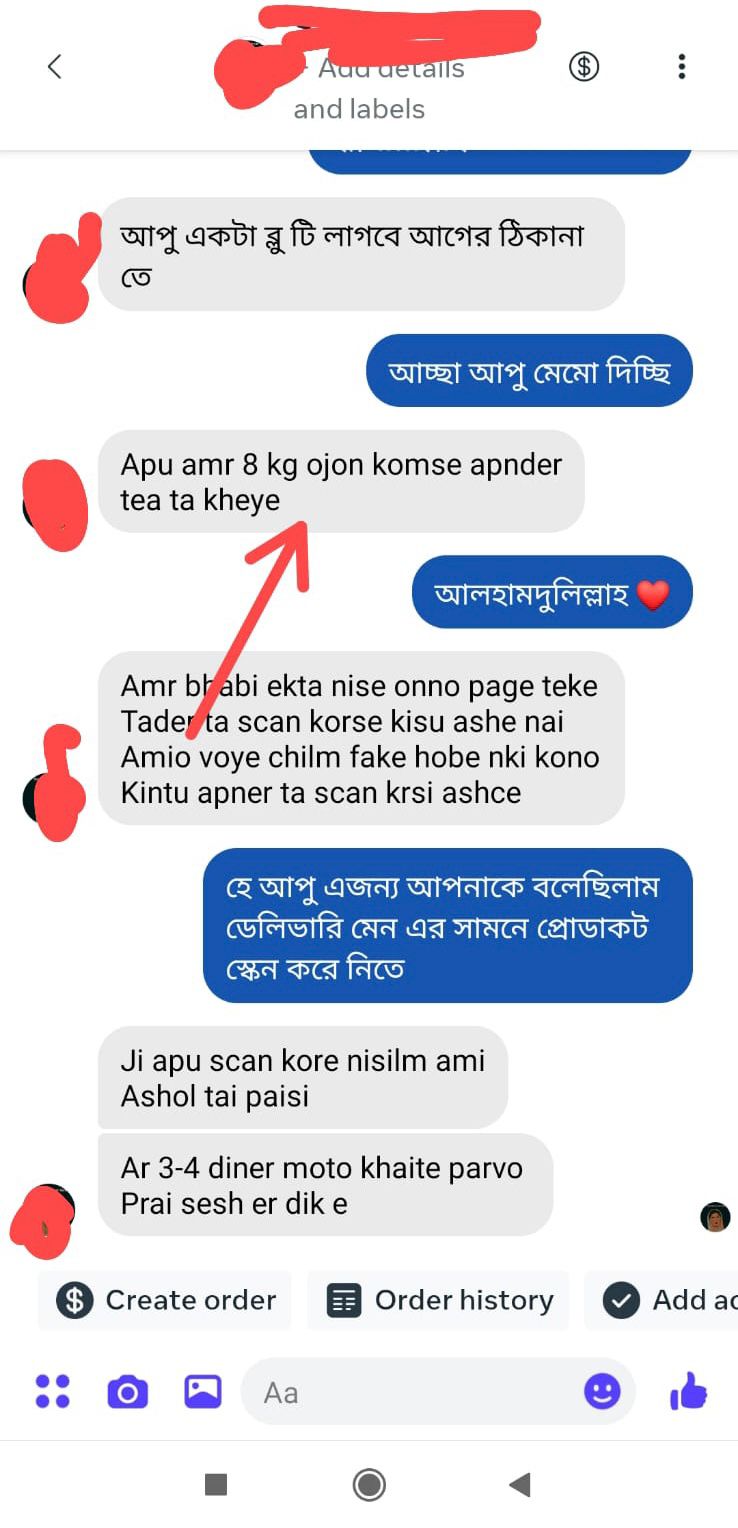 Add details
and labels
আপু একটা ব্লু টি লাগবে আগের ঠিকানা
তে
আচ্ছা আপু মেমো দিচ্ছি
Apu amr 8 kg ojon komse apnder
tea ta kheye
আলহামদুলিল্লাহ ❤️
Amr bhabi ekta nise onno page teke
Tader ta scan korse kisu ashe nai
Amio voye chilm fake hobe nki kono
Kintu apner ta scan krsi ashce
হে আপু এজন্য আপনাকে বলেছিলাম
ডেলিভারি মেন এর সামনে প্রোডাকট
স্কেন করে নিতে
Ji apu scan kore nisilm ami
Ashol tai paisi
Ar 3-4 diner moto khaite parvo
Prai sesh er dik e
Create order Order history Add ac
Aa